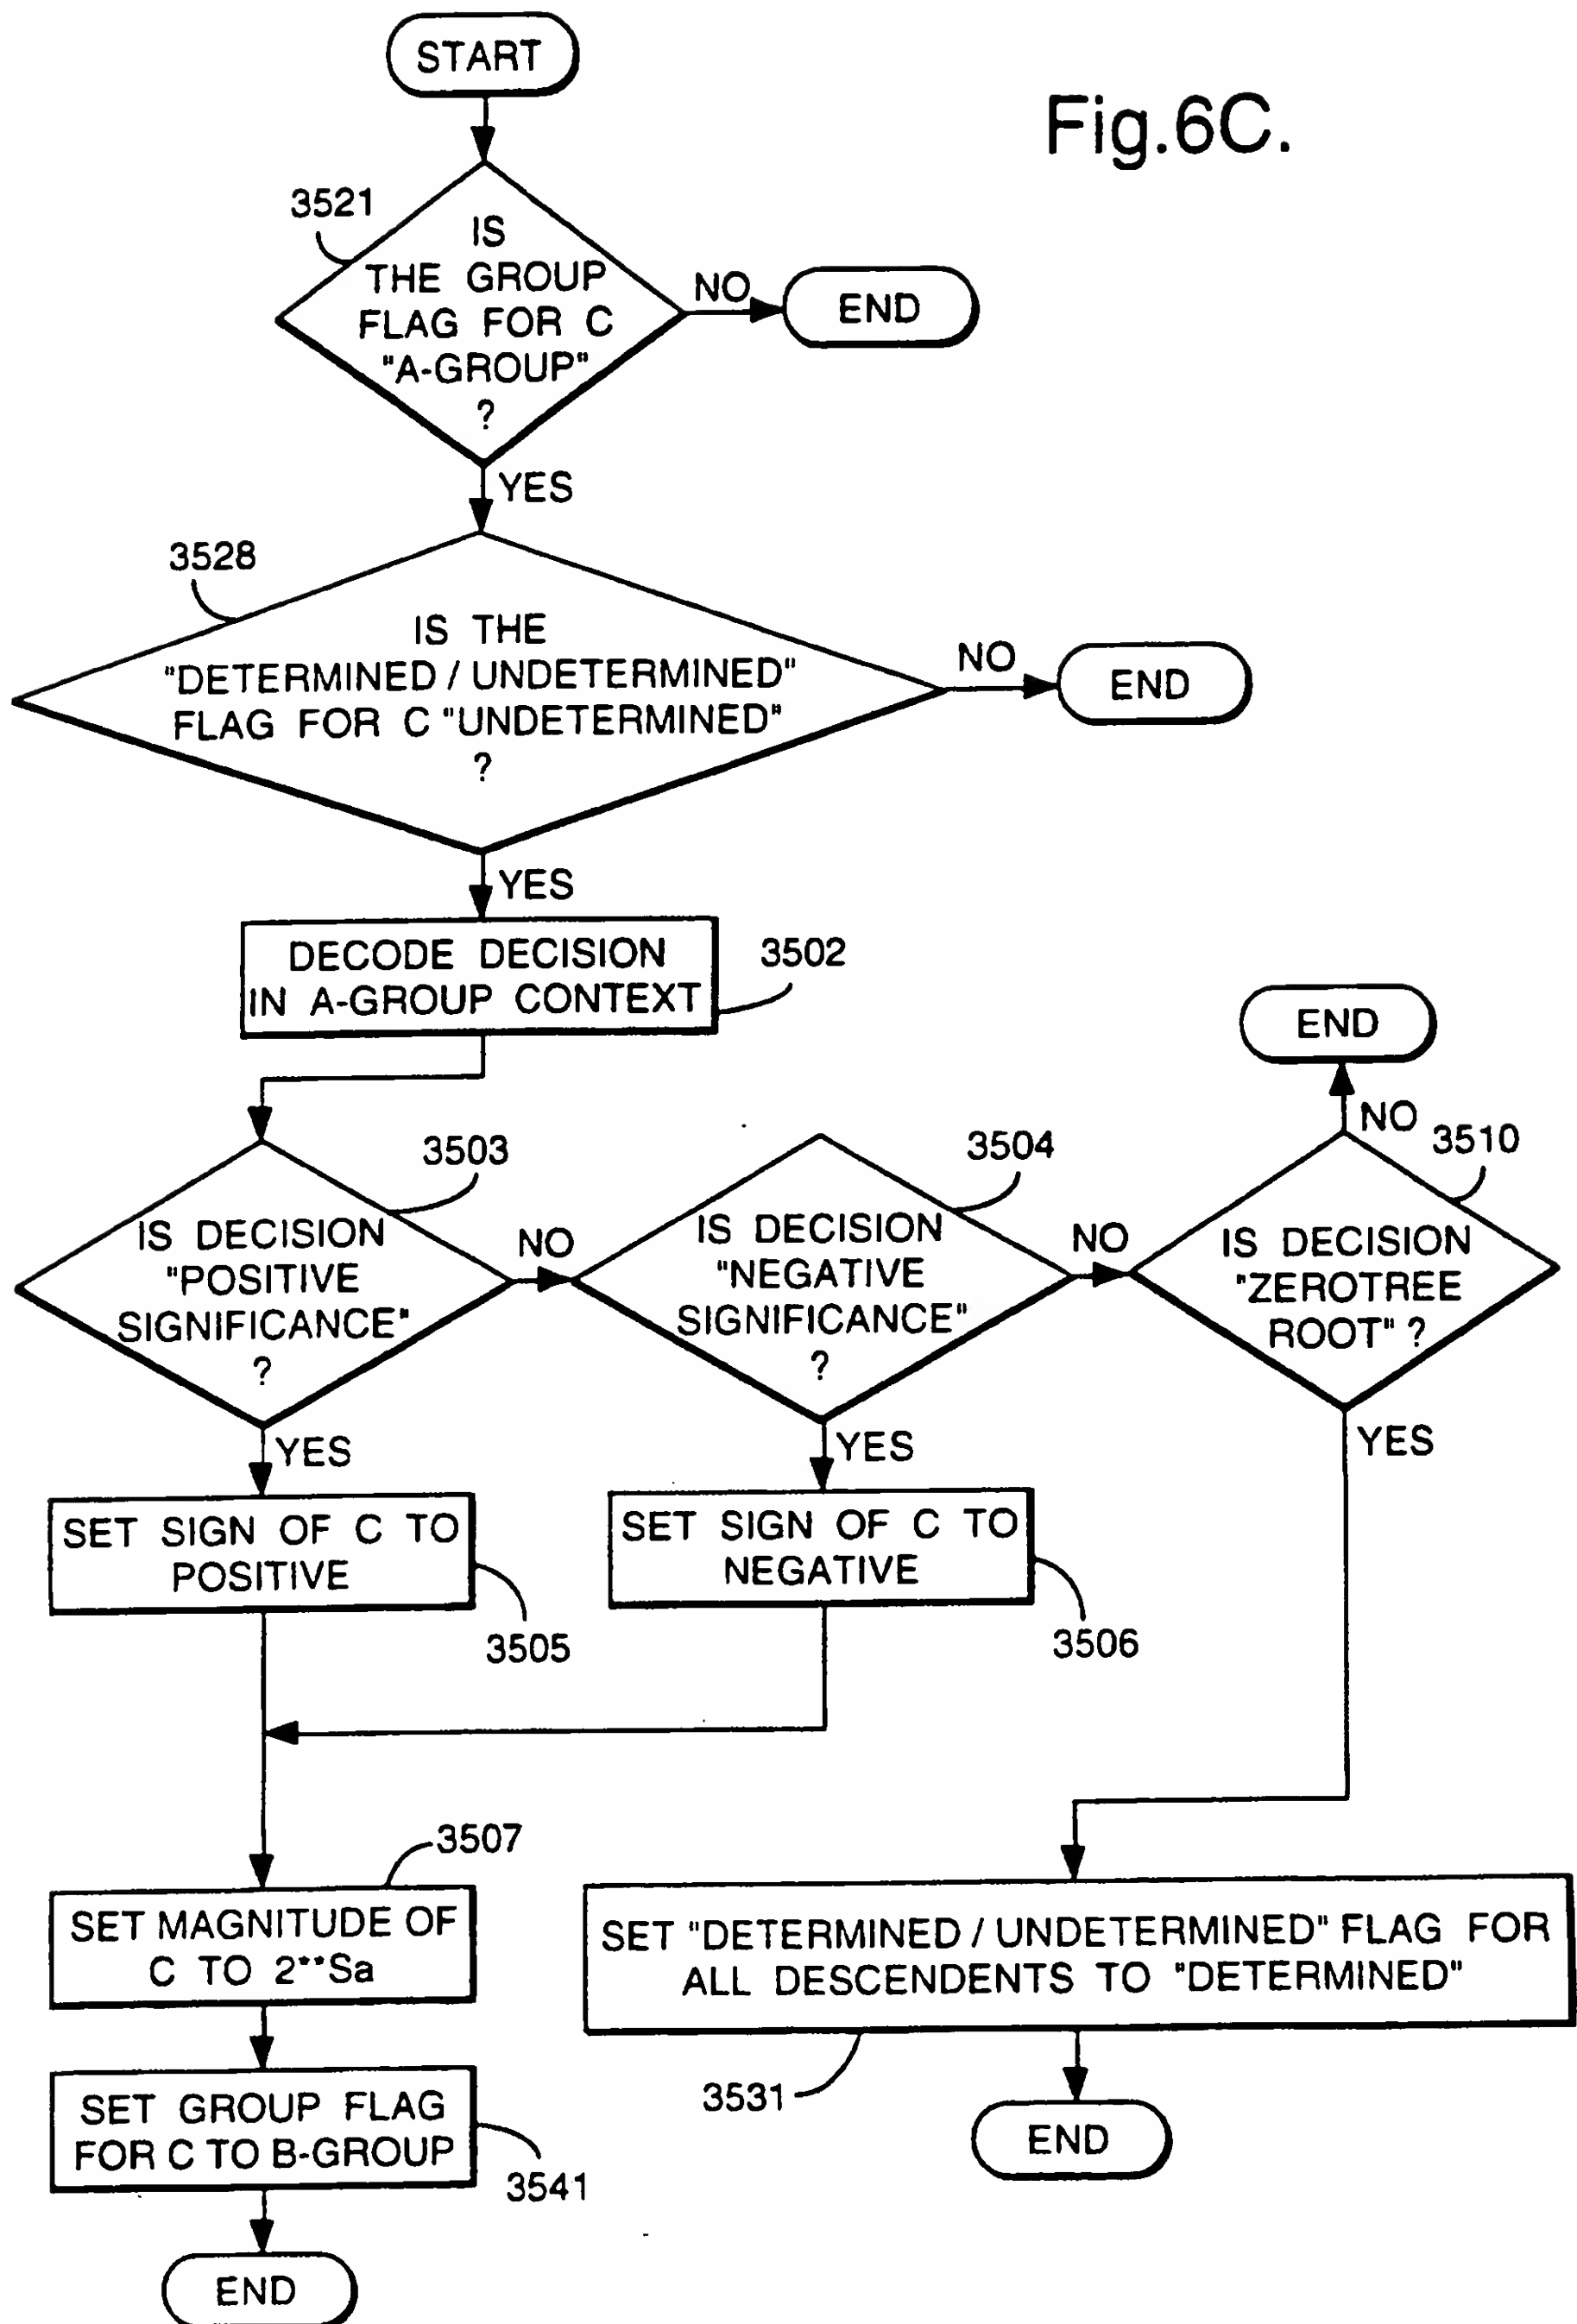 START
Fig.6C.
3521
IS
THE GROUP
FLAG FOR C
"A-GROUP"
?
NO
END
YES
3528
IS THE
"DETERMINED / UNDETERMINED"
FLAG FOR C "UNDETERMINED"
?
NO
END
YES
DECODE DECISION
IN A-GROUP CONTEXT
3502
END
NO
3503
3504
3510
IS DECISION
"POSITIVE
SIGNIFICANCE"
?
NO
IS DECISION
"NEGATIVE
SIGNIFICANCE"
?
NO
IS DECISION
"ZEROTREE
ROOT" ?
YES
YES
YES
SET SIGN OF C TO
POSITIVE
3505
SET SIGN OF C TO
NEGATIVE
3506
3507
SET MAGNITUDE OF
C TO 2**Sa
SET "DETERMINED / UNDETERMINED" FLAG FOR
ALL DESCENDENTS TO "DETERMINED"
3531
SET GROUP FLAG
FOR C TO B-GROUP
3541
END
END